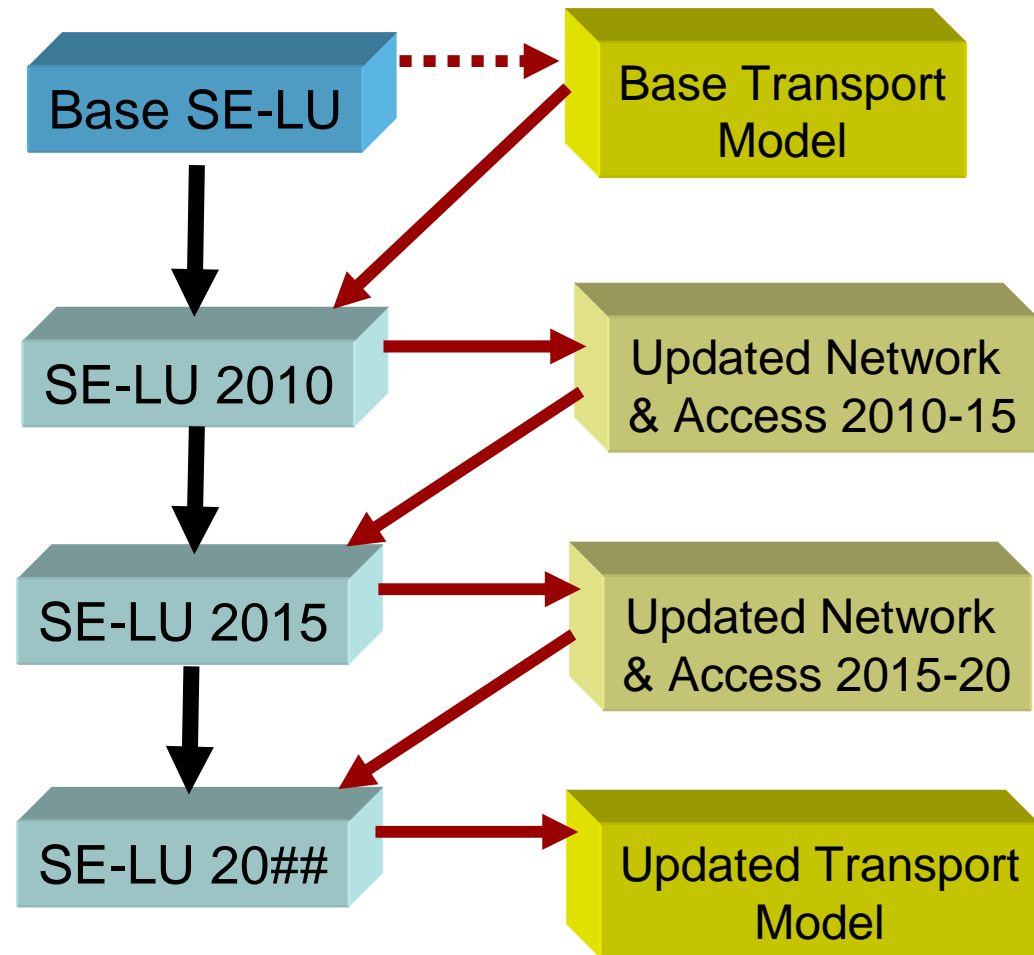 Base SE-LU
Base Transport
Model
SE-LU 2010
Updated Network
& Access 2010-15
SE-LU 2015
Updated Network
& Access 2015-20
SE-LU 20##
Updated Transport
Model